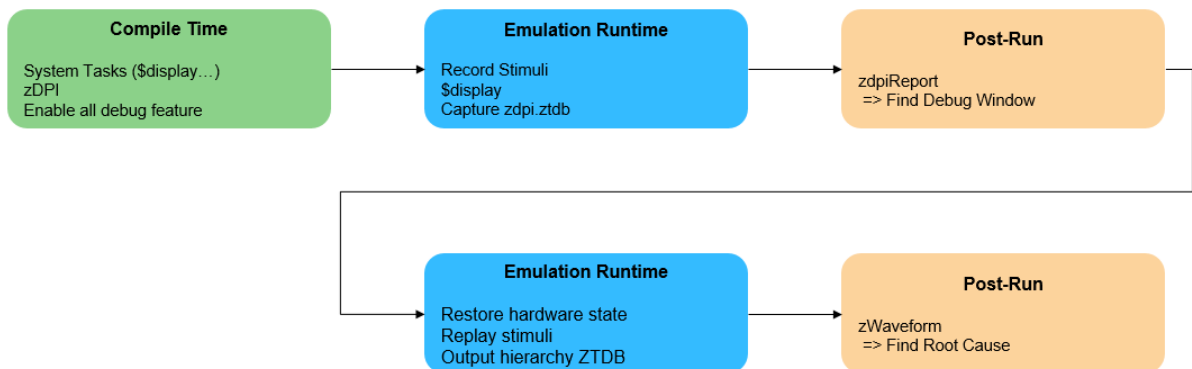 Compile Time
System Tasks ($display…)
zDPI
Enable all debug feature
Emulation Runtime
Record Stimuli
$display
Capture zdpi.ztdb
Post-Run
zdpiReport
=> Find Debug Window
Emulation Runtime
Restore hardware state
Replay stimuli
Output hierarchy ZTDB
Post-Run
zWaveform
=> Find Root Cause